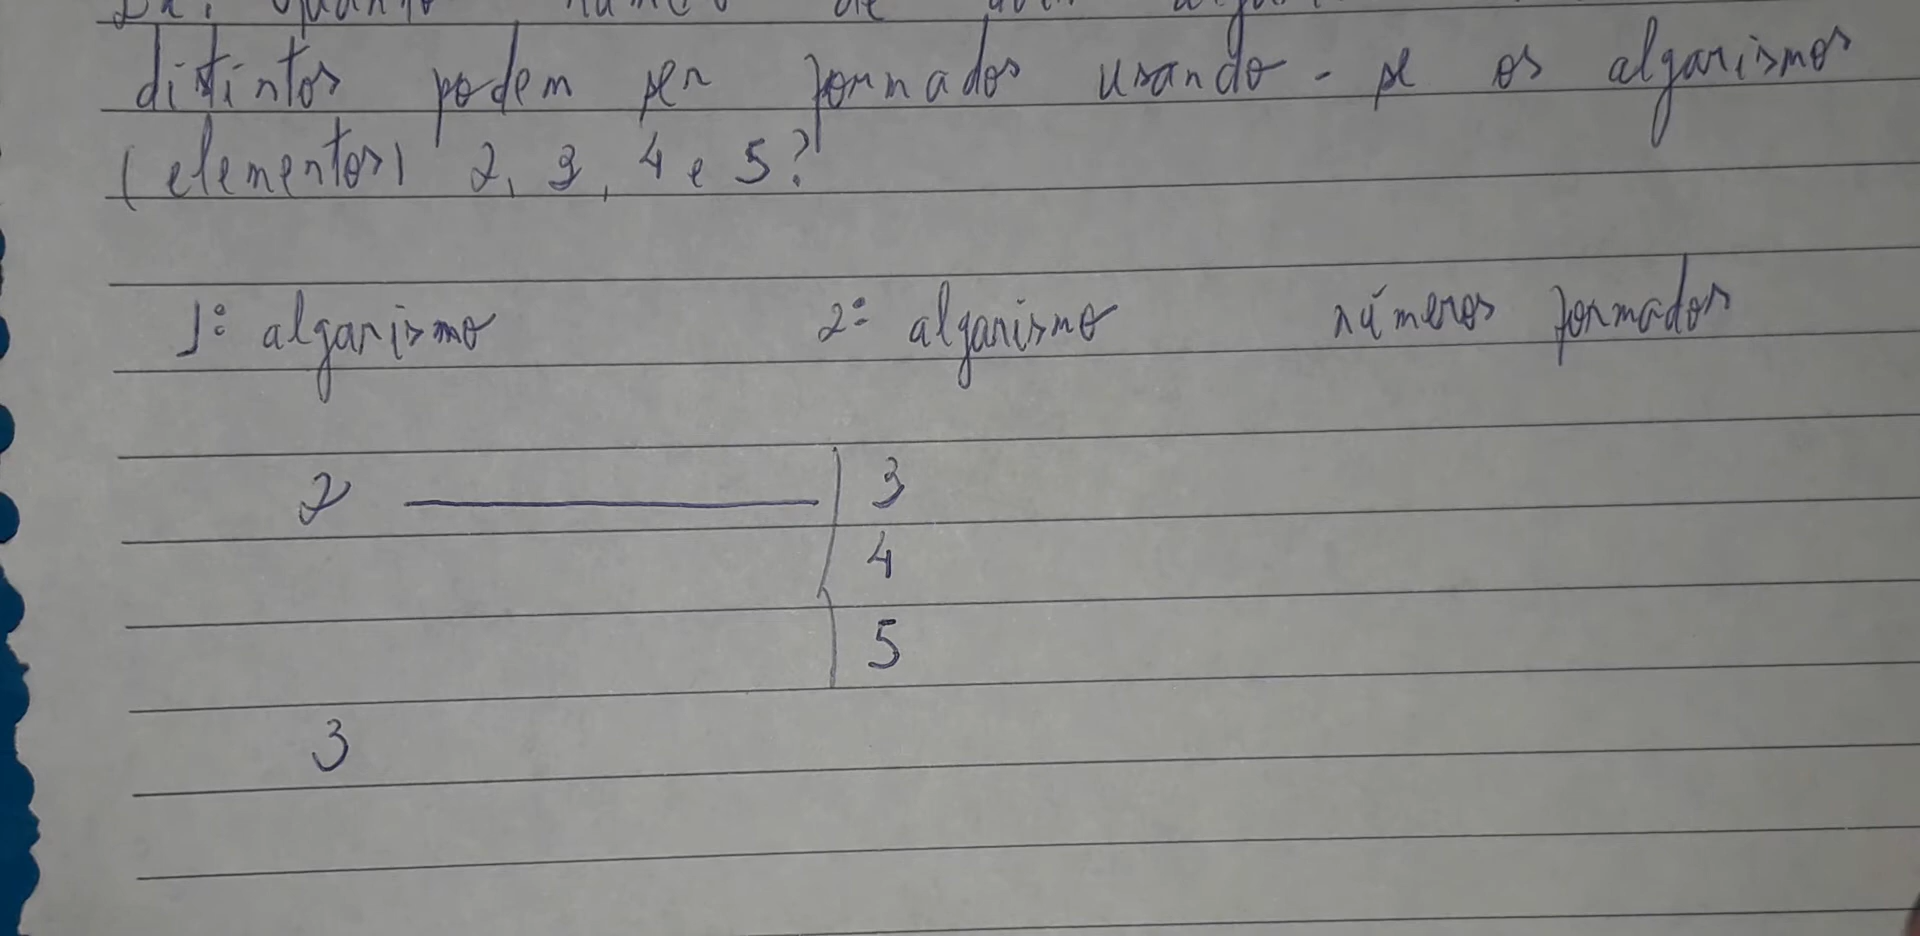 distintos podem ser formados usando-se os algarismos
(elementos) 2, 3, 4 e 5?
1º algarismo 2º algarismo números formados
2 3
4
5
3